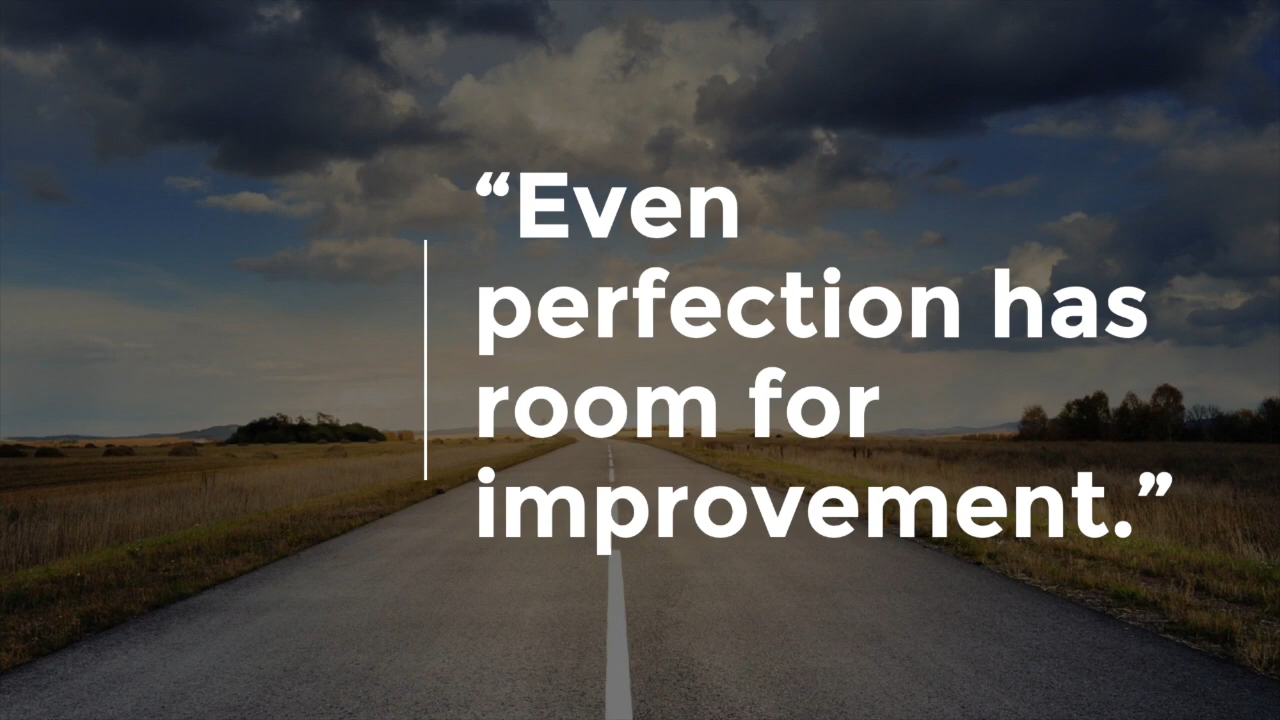 “Even
perfection has
room for
improvement.”